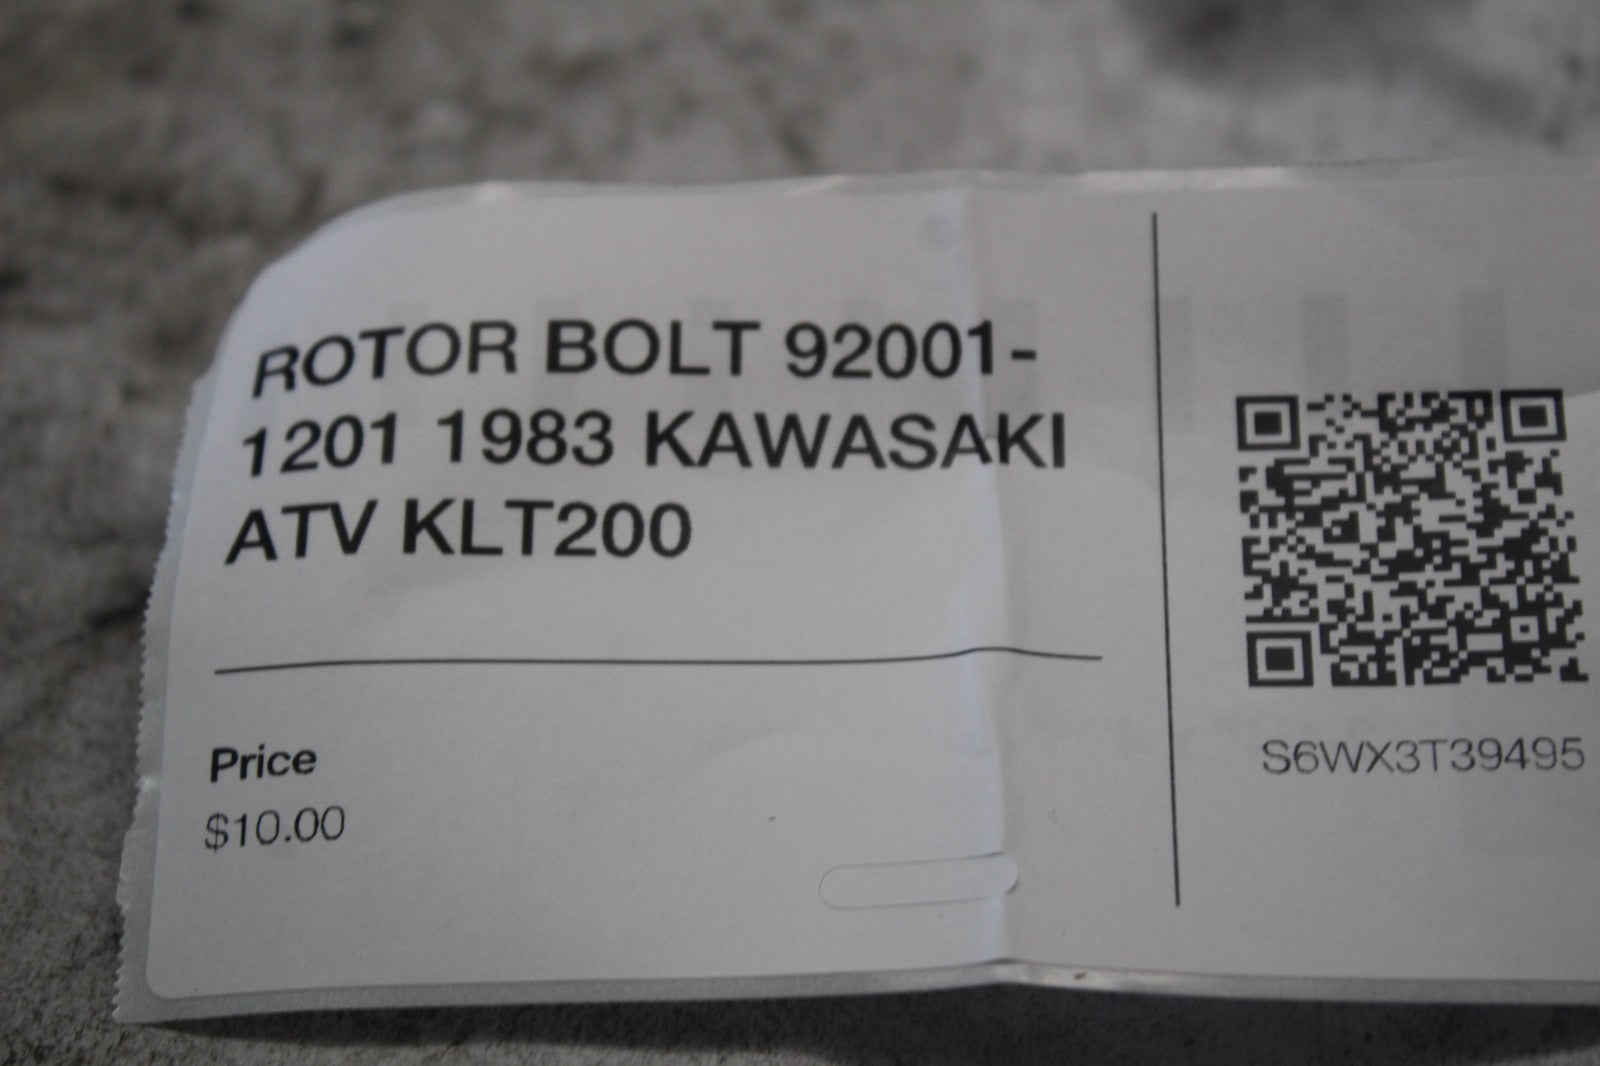 ROTOR BOLT 92001-
1201 1983 KAWASAKI
ATV KLT200
Price
$10.00
S6WX3T39495